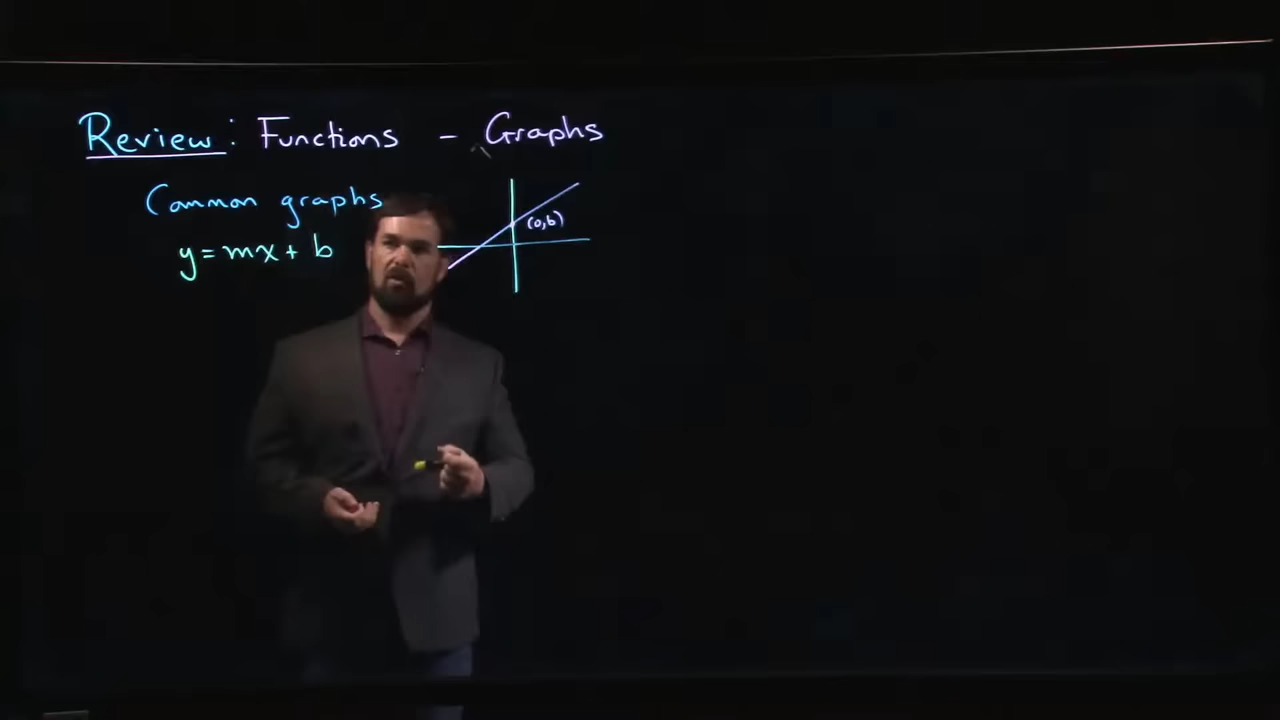 Review: Functions - Graphs
Common graphs
y = mx + b
(0,b)